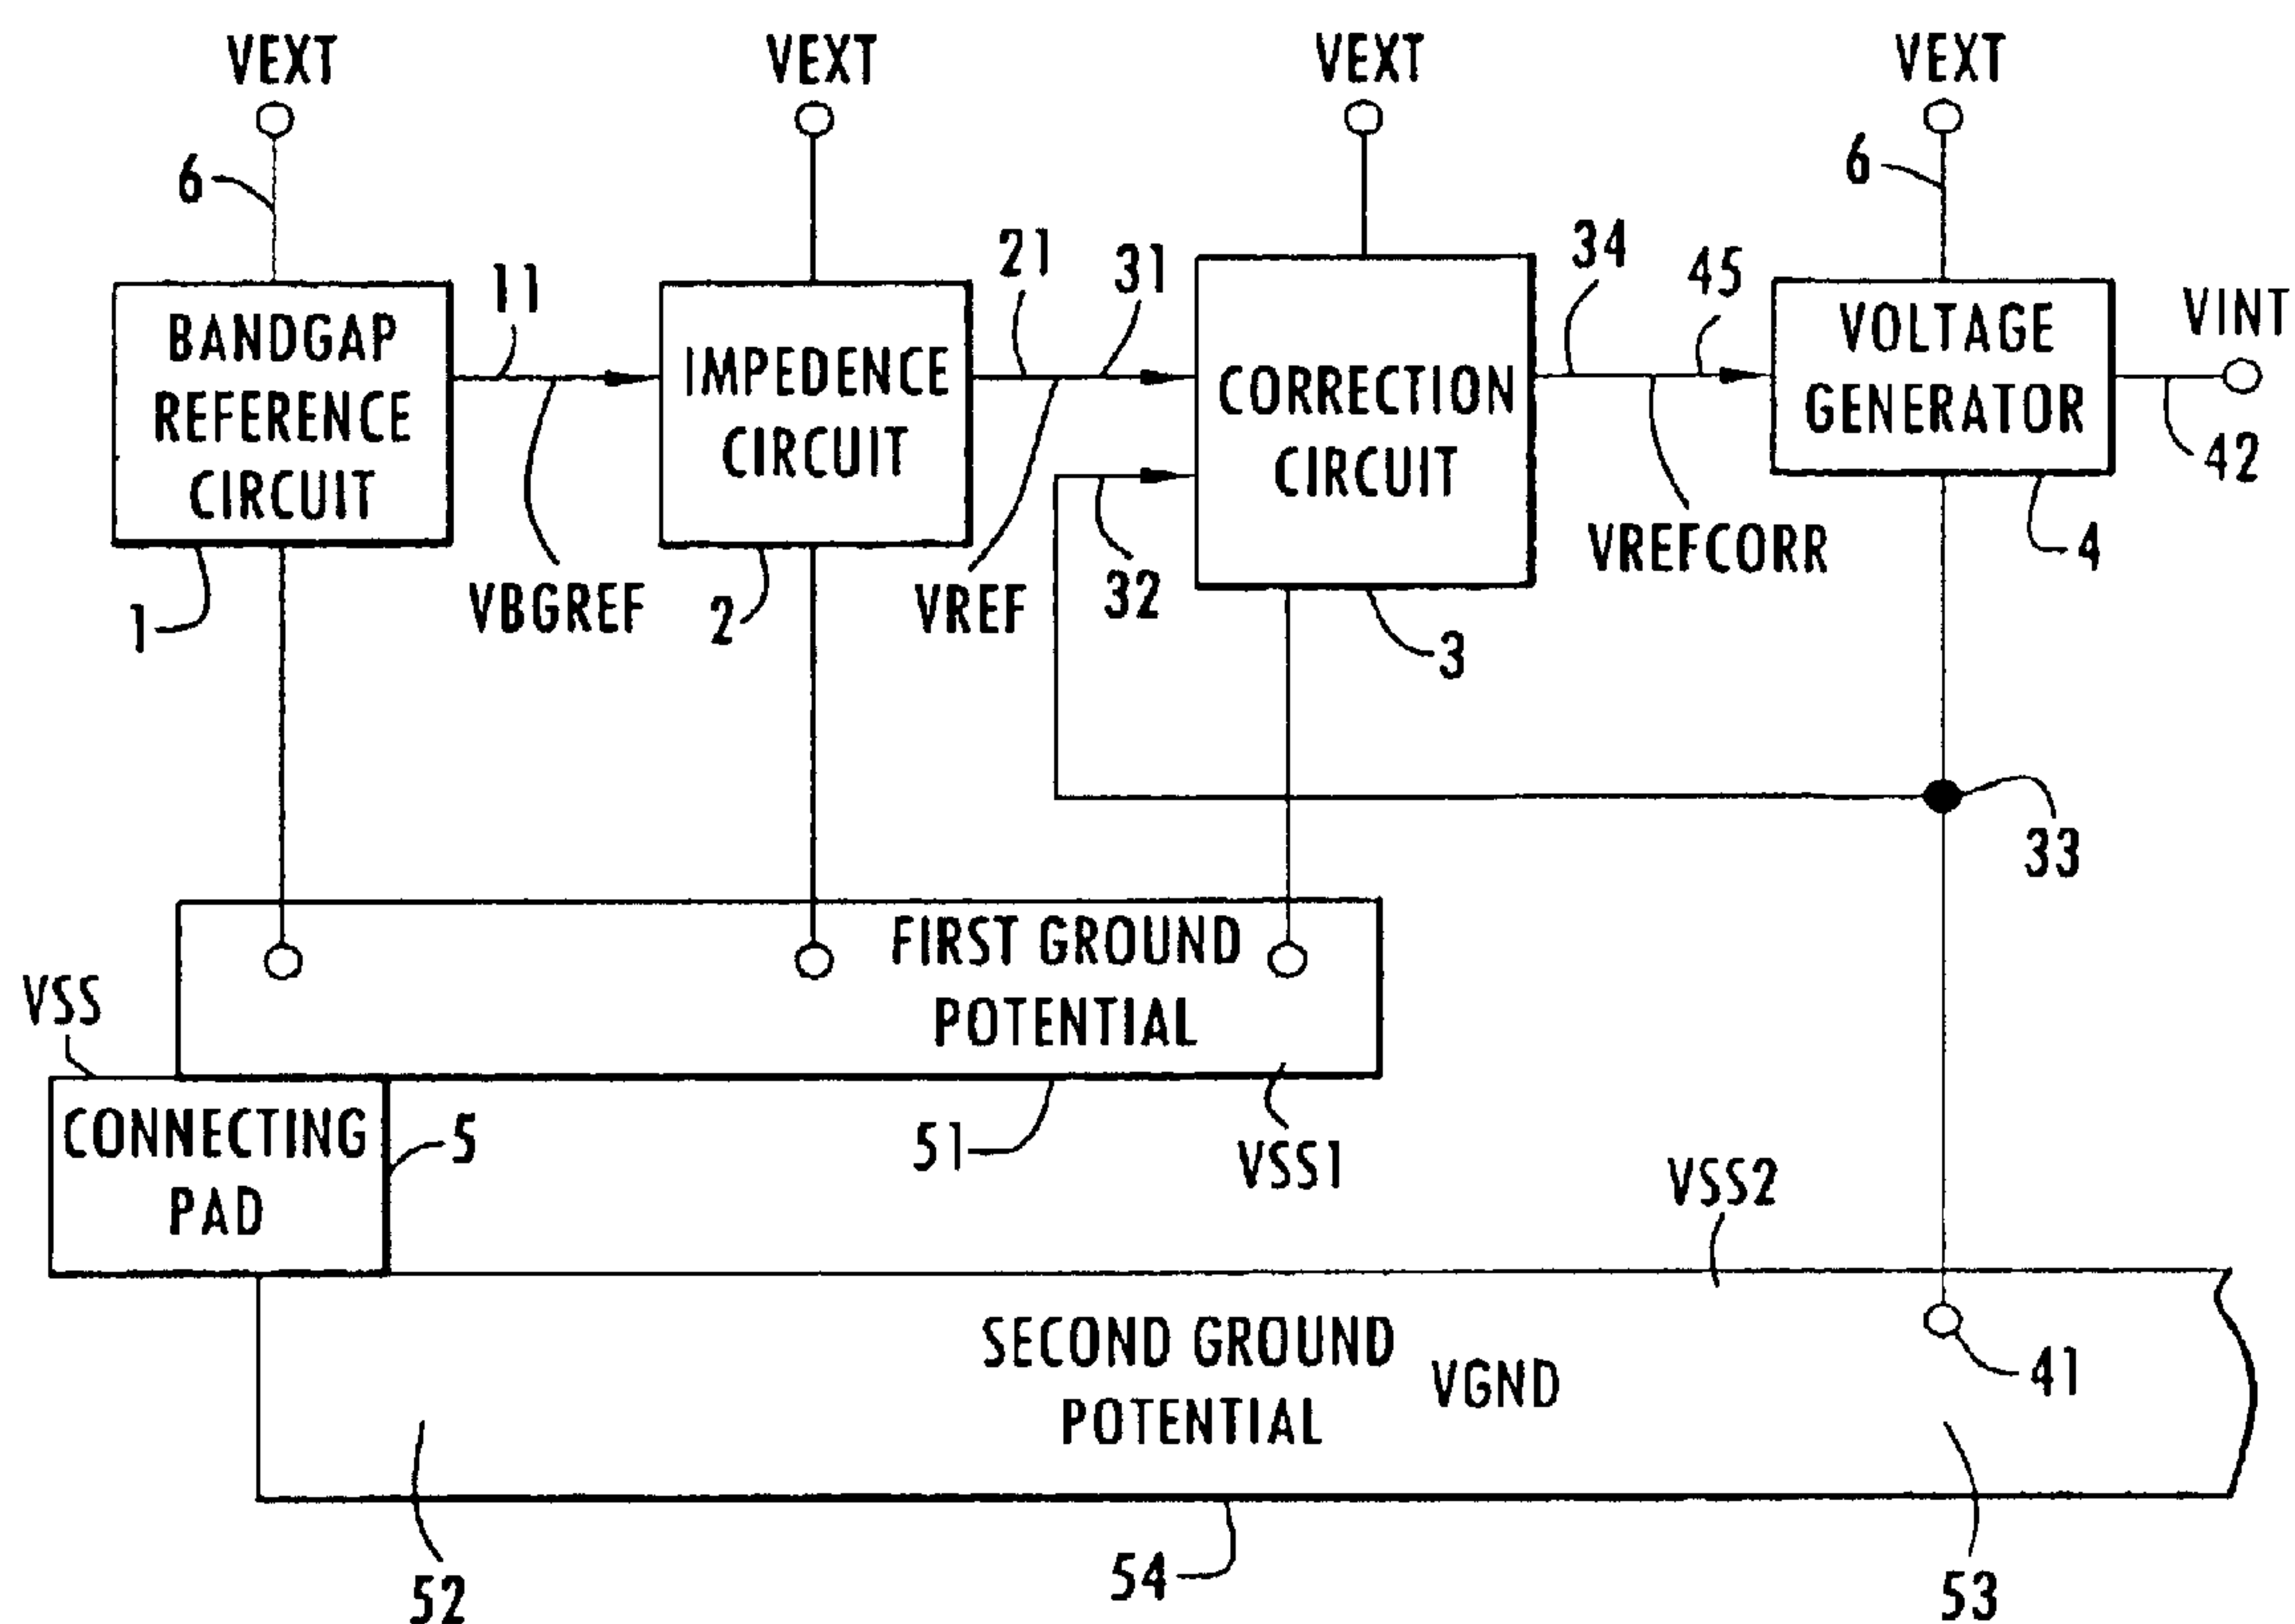 VEXT
VEXT
VEXT
VEXT
6
6
11
21
31
34
45
VINT
BANDGAP
REFERENCE
CIRCUIT
IMPEDENCE
CIRCUIT
CORRECTION
CIRCUIT
VOLTAGE
GENERATOR
42
1
VBGREF
2
VREF
32
3
VREFCORR
4
33
FIRST GROUND
POTENTIAL
VSS
CONNECTING
PAD
5
51
VSS1
VSS2
SECOND GROUND
POTENTIAL
VGND
41
52
54
53